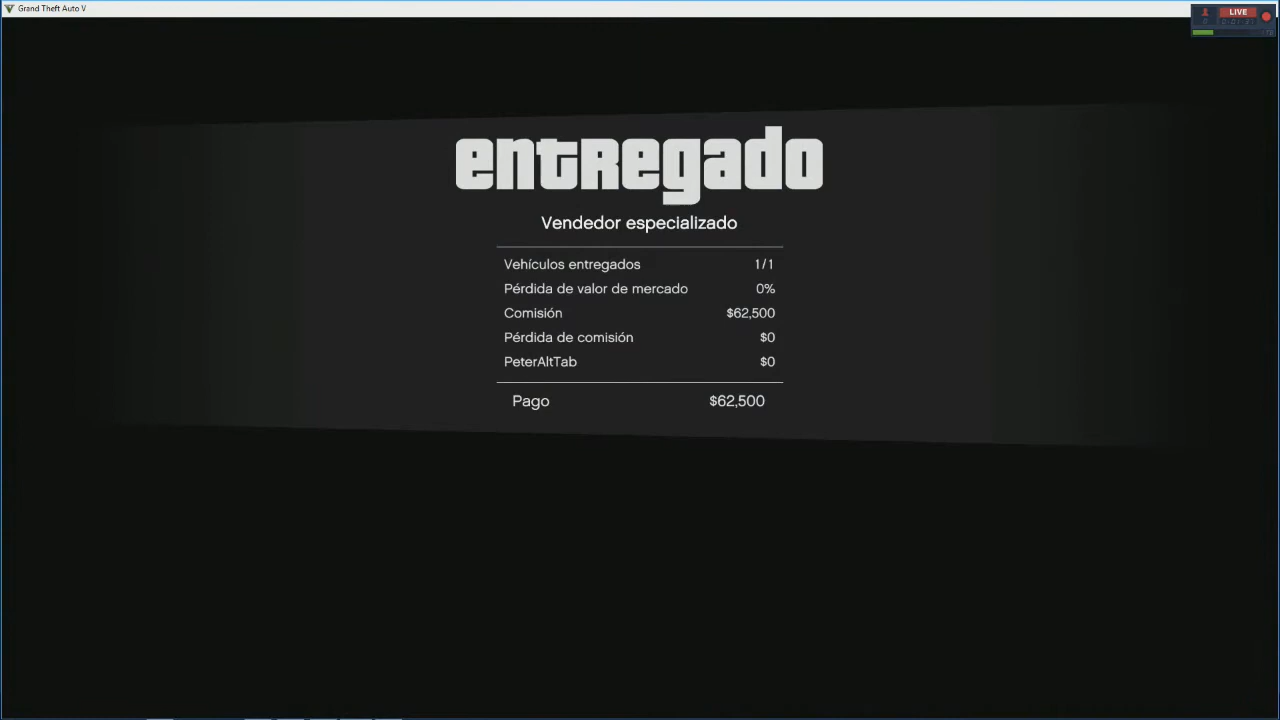 Grand Theft Auto V
LIVE
entregado
Vendedor especializado
Vehículos entregados 1/1
Pérdida de valor de mercado 0%
Comisión $62,500
Pérdida de comisión $0
PeterAltTab $0
Pago $62,500